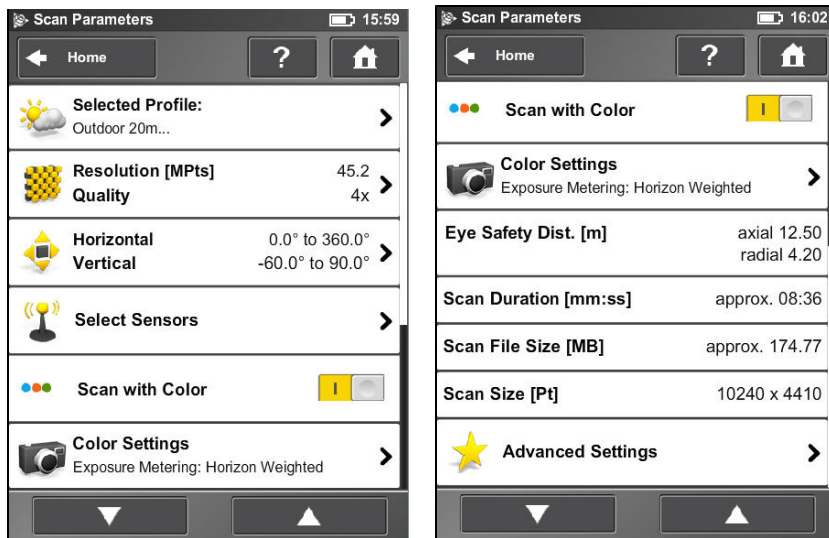 Scan Parameters 15:59
Home ?
Selected Profile:
Outdoor 20m...
Resolution [MPts] 45.2
Quality 4x
Horizontal 0.0° to 360.0°
Vertical -60.0° to 90.0°
Select Sensors
Scan with Color I
Color Settings
Exposure Metering: Horizon Weighted
Scan Parameters 16:02
Home ?
Scan with Color I
Color Settings
Exposure Metering: Horizon Weighted
Eye Safety Dist. [m] axial 12.50
radial 4.20
Scan Duration [mm:ss] approx. 08:36
Scan File Size [MB] approx. 174.77
Scan Size [Pt] 10240 x 4410
Advanced Settings